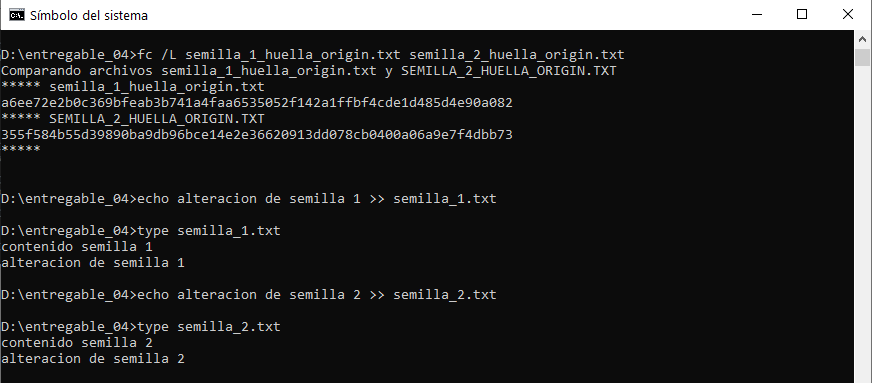 Símbolo del sistema
D:\entregable_04>fc /L semilla_1_huella_origin.txt semilla_2_huella_origin.txt
Comparando archivos semilla_1_huella_origin.txt y SEMILLA_2_HUELLA_ORIGIN.TXT
***** semilla_1_huella_origin.txt
a6ee72e2b0c369bfeab3b741a4faa6535052f142a1ffbf4cde1d485d4e90a082
***** SEMILLA_2_HUELLA_ORIGIN.TXT
355f584b55d39890ba9db96bce14e2e36620913dd078cb0400a06a9e7f4dbb73
*****
D:\entregable_04>echo alteracion de semilla 1 >> semilla_1.txt
D:\entregable_04>type semilla_1.txt
contenido semilla 1
alteracion de semilla 1
D:\entregable_04>echo alteracion de semilla 2 >> semilla_2.txt
D:\entregable_04>type semilla_2.txt
contenido semilla 2
alteracion de semilla 2